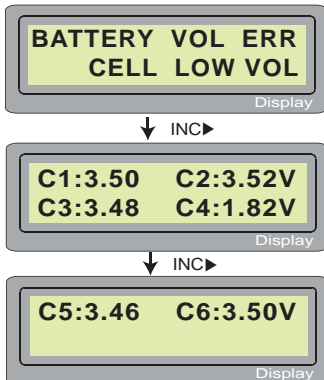 BATTERY VOL ERR
CELL LOW VOL
Display
INC▶
C1:3.50 C2:3.52V
C3:3.48 C4:1.82V
Display
INC▶
C5:3.46 C6:3.50V
Display